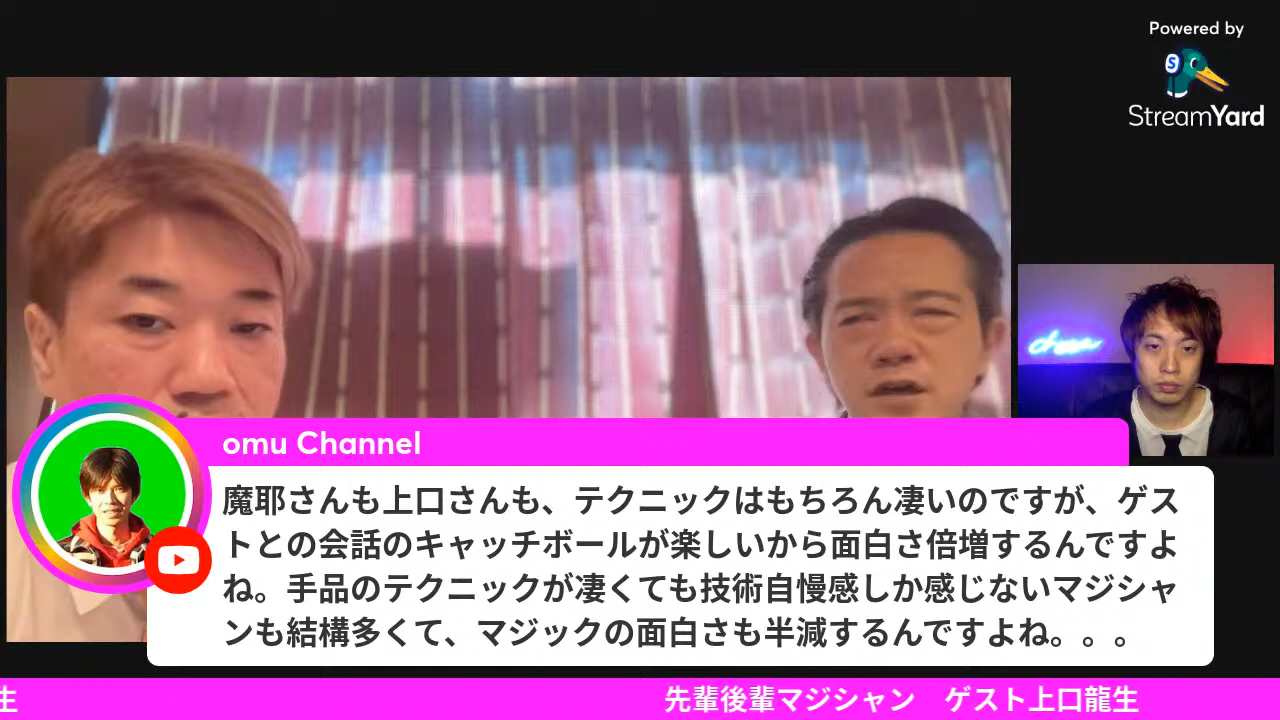 Powered by
StreamYard
omu Channel
魔耶さんも上口さんも、テクニックはもちろん凄いのですが、ゲス
トとの会話のキャッチボールが楽しいから面白さ倍増するんですよ
ね。手品のテクニックが凄くても技術自慢感しか感じないマジシャ
ンも結構多くて、マジックの面白さも半減するんですよね。。。
生
先輩後輩マジシャン　ゲスト上口龍生